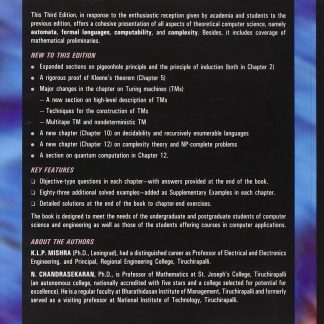 This Third Edition, in response to the enthusiastic reception given by academia and students to the
previous edition, offers a cohesive presentation of all aspects of theoretical computer science, namely
automata, formal languages, computability, and complexity. Besides, it includes coverage of
mathematical preliminaries.
NEW TO THIS EDITION
• Expanded sections on pigeonhole principle and the principle of induction (both in Chapter 2)
• A rigorous proof of Kleene's theorem (Chapter 5)
• Major changes in the chapter on Turing machines (TMs)
– A new section on high-level description of TMs
– Techniques for the construction of TMs
– Multitape TM and nondeterministic TM
• A new chapter (Chapter 10) on decidability and recursively enumerable languages
• A new chapter (Chapter 12) on complexity theory and NP-complete problems
• A section on quantum computation in Chapter 12.
KEY FEATURES
❑ Objective-type questions in each chapter—with answers provided at the end of the book.
❑ Eighty-three additional solved examples—added as Supplementary Examples in each chapter.
❑ Detailed solutions at the end of the book to chapter-end exercises.
The book is designed to meet the needs of the undergraduate and postgraduate students of computer
science and engineering as well as those of the students offering courses in computer applications.
ABOUT THE AUTHORS
K.L.P. MISHRA (Ph.D., Leningrad), had a distinguished career as Professor of Electrical and Electronics
Engineering, and Principal, Regional Engineering College, Tiruchirapalli.
N. CHANDRASEKARAN, Ph.D., is Professor of Mathematics at St. Joseph's College, Tiruchirapalli
(an autonomous college, nationally accredited with five stars and a college selected for potential for
excellence). He is a regular faculty at Bharathidasan Institute of Management, Tiruchirapalli and formerly
served as a visiting professor at National Institute of Technology, Tiruchirapalli.